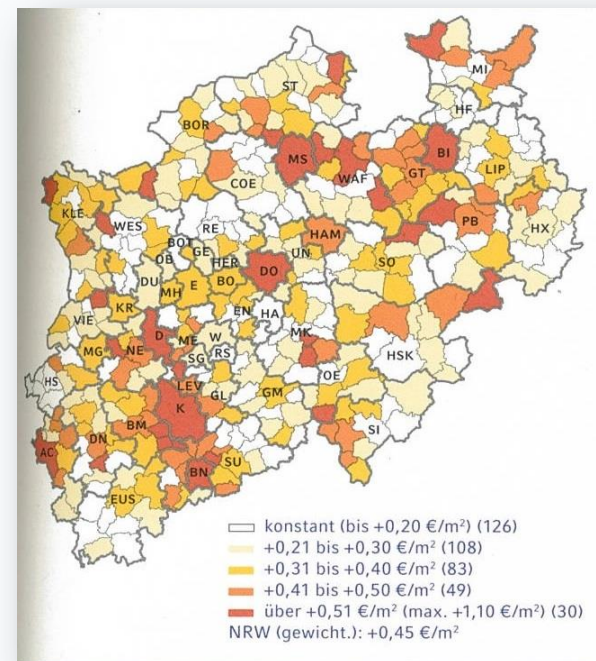 ST
MI
HF
BOR
MS
BI
WAF
GT
LIP
COE
KLE
PB
HX
WES
RE
HAM
BOT
OB
GE
UN
SO
HER
DO
DU
MH
E
BO
EN
HA
KR
VIE
MK
D
ME
W
MG
NE
SG
RS
HSK
HS
LEV
GL
GM
OE
K
BM
SI
AC
DN
BN
SU
EUS
konstant (bis +0,20 €/m²) (126)
+0,21 bis +0,30 €/m² (108)
+0,31 bis +0,40 €/m² (83)
+0,41 bis +0,50 €/m² (49)
über +0,51 €/m² (max. +1,10 €/m²) (30)
NRW (gewicht.): +0,45 €/m²